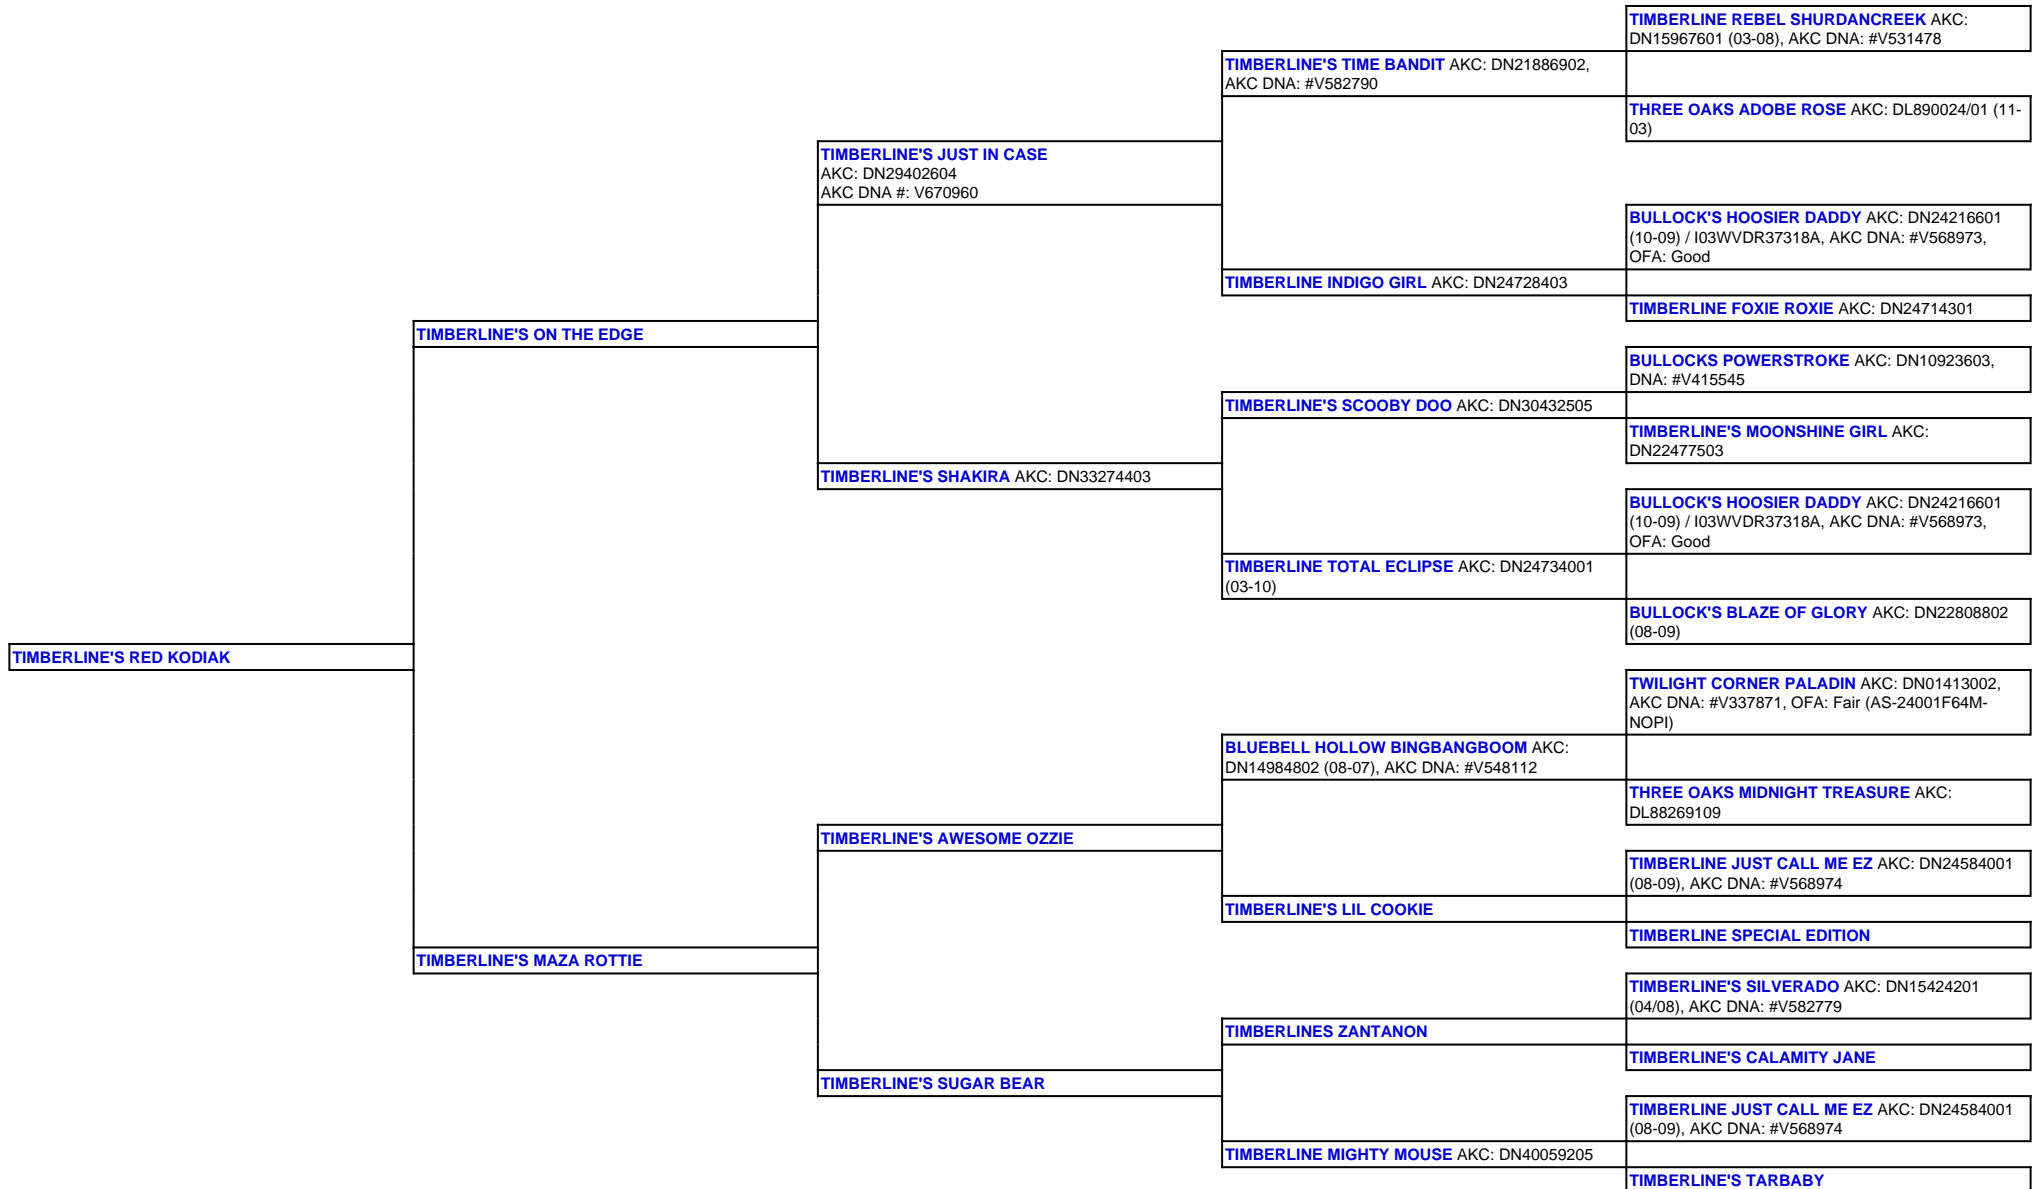 TIMBERLINE REBEL SHURDANCREEK AKC:
DN15967601 (03-08), AKC DNA: #V531478
TIMBERLINE'S TIME BANDIT AKC: DN21886902,
AKC DNA: #V582790
THREE OAKS ADOBE ROSE AKC: DL890024/01 (11-
03)
TIMBERLINE'S JUST IN CASE
AKC: DN29402604
AKC DNA #: V670960
BULLOCK'S HOOSIER DADDY AKC: DN24216601
(10-09) / I03WVDR37318A, AKC DNA: #V568973,
OFA: Good
TIMBERLINE INDIGO GIRL AKC: DN24728403
TIMBERLINE FOXIE ROXIE AKC: DN24714301
TIMBERLINE'S ON THE EDGE
BULLOCKS POWERSTROKE AKC: DN10923603,
DNA: #V415545
TIMBERLINE'S SCOOBY DOO AKC: DN30432505
TIMBERLINE'S MOONSHINE GIRL AKC:
DN22477503
TIMBERLINE'S SHAKIRA AKC: DN33274403
BULLOCK'S HOOSIER DADDY AKC: DN24216601
(10-09) / I03WVDR37318A, AKC DNA: #V568973,
OFA: Good
TIMBERLINE TOTAL ECLIPSE AKC: DN24734001
(03-10)
BULLOCK'S BLAZE OF GLORY AKC: DN22808802
(08-09)
TIMBERLINE'S RED KODIAK
TWILIGHT CORNER PALADIN AKC: DN01413002,
AKC DNA: #V337871, OFA: Fair (AS-24001F64M-
NOPI)
BLUEBELL HOLLOW BINGBANGBOOM AKC:
DN14984802 (08-07), AKC DNA: #V548112
THREE OAKS MIDNIGHT TREASURE AKC:
DL88269109
TIMBERLINE'S AWESOME OZZIE
TIMBERLINE JUST CALL ME EZ AKC: DN24584001
(08-09), AKC DNA: #V568974
TIMBERLINE'S LIL COOKIE
TIMBERLINE SPECIAL EDITION
TIMBERLINE'S MAZA ROTTIE
TIMBERLINE'S SILVERADO AKC: DN15424201
(04/08), AKC DNA: #V582779
TIMBERLINES ZANTANON
TIMBERLINE'S CALAMITY JANE
TIMBERLINE'S SUGAR BEAR
TIMBERLINE JUST CALL ME EZ AKC: DN24584001
(08-09), AKC DNA: #V568974
TIMBERLINE MIGHTY MOUSE AKC: DN40059205
TIMBERLINE'S TARBABY